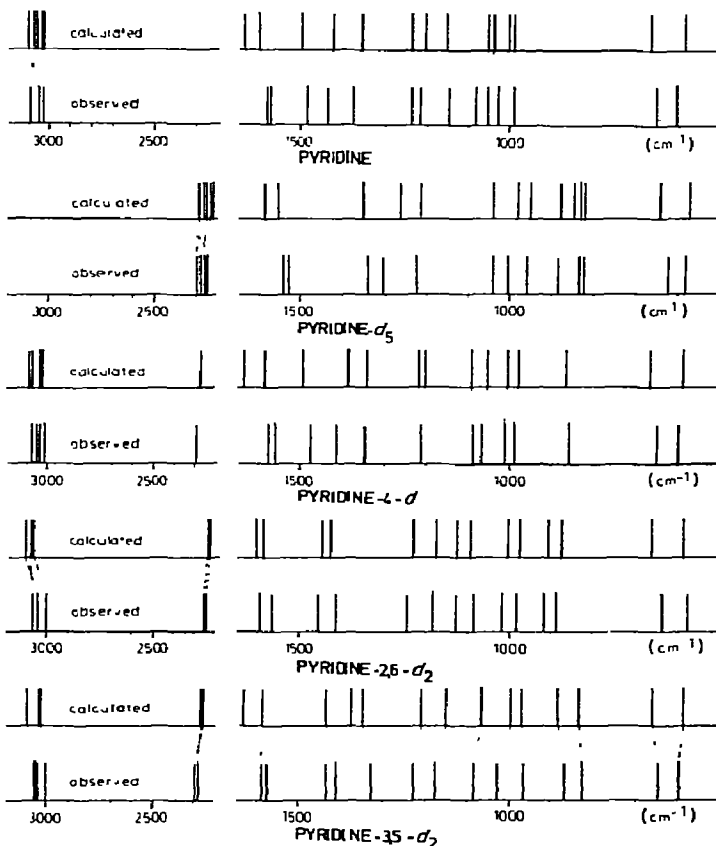 calculated
observed
3000 2500 1500 1000 (cm⁻¹)
PYRIDINE
calculated
observed
3000 2500 1500 1000 (cm⁻¹)
PYRIDINE-d₅
calculated
observed
3000 2500 1500 1000 (cm⁻¹)
PYRIDINE-4-d
calculated
observed
3000 2500 1500 1000 (cm⁻¹)
PYRIDINE-2,6-d₂
calculated
observed
3000 2500 1500 1000 (cm⁻¹)
PYRIDINE-3,5-d₂